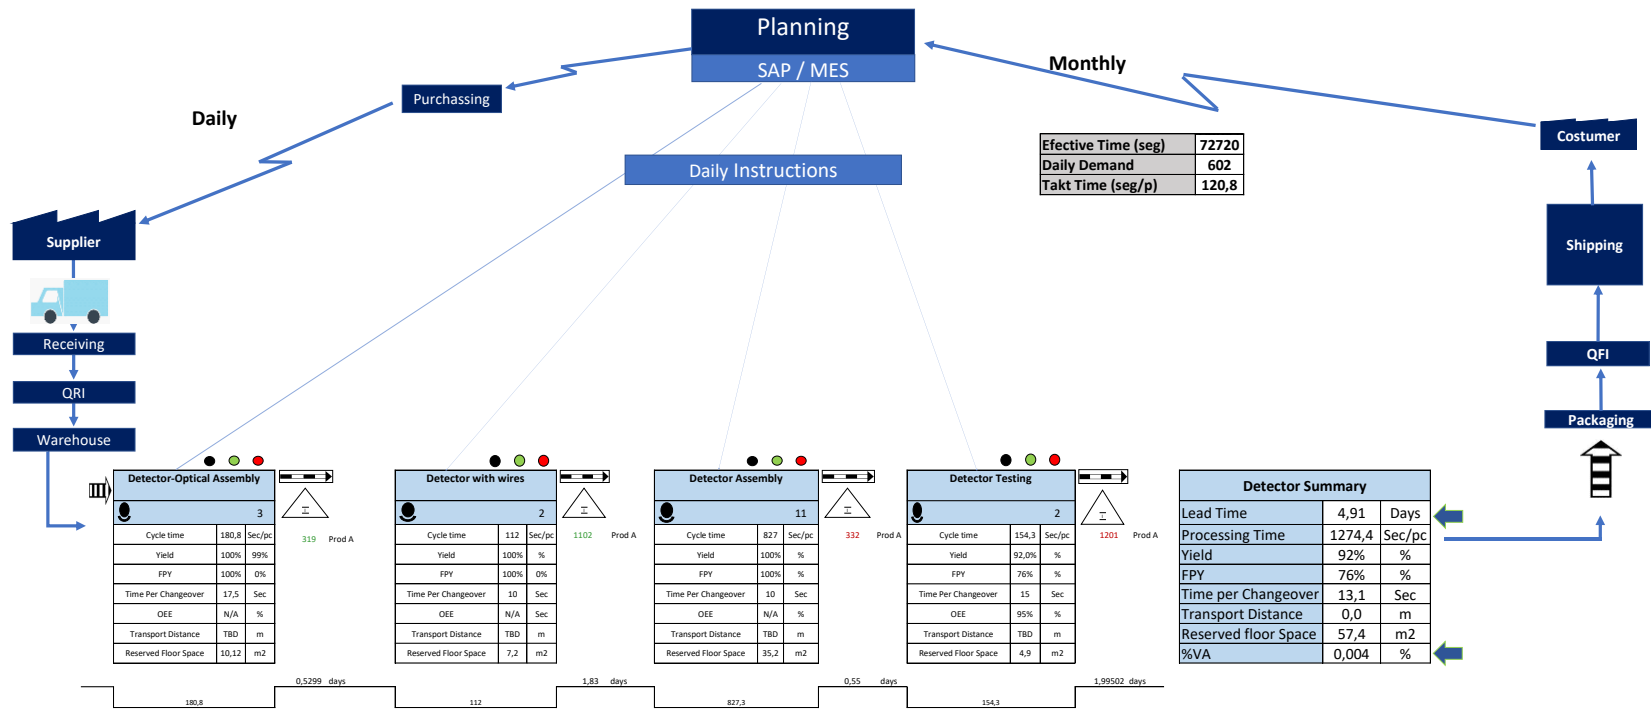 Planning
SAP / MES
Monthly
Purchassing
Daily
Daily Instructions
Efective Time (seg) 72720
Daily Demand 602
Takt Time (seg/p) 120,8
Costumer
Shipping
QFI
Packaging
Supplier
Receiving
QRI
Warehouse
Detector-Optical Assembly
3
Cycle time 180,8 Sec/pc
Yield 100% 99%
FPY 100% 0%
Time Per Changeover 17,5 Sec
OEE N/A %
Transport Distance TBD m
Reserved Floor Space 10,12 m2
I
319 Prod A
Detector with wires
2
Cycle time 112 Sec/pc
Yield 100% %
FPY 100% 0%
Time Per Changeover 10 Sec
OEE N/A Sec
Transport Distance TBD m
Reserved Floor Space 7,2 m2
I
1102 Prod A
Detector Assembly
11
Cycle time 827 Sec/pc
Yield 100% %
FPY 100% %
Time Per Changeover 10 Sec
OEE N/A %
Transport Distance TBD m
Reserved Floor Space 35,2 m2
I
332 Prod A
Detector Testing
2
Cycle time 154,3 Sec/pc
Yield 92,0% %
FPY 76% %
Time Per Changeover 15 Sec
OEE 95% %
Transport Distance TBD m
Reserved Floor Space 4,9 m2
I
1201 Prod A
Detector Summary
Lead Time 4,91 Days
Processing Time 1274,4 Sec/pc
Yield 92% %
FPY 76% %
Time per Changeover 13,1 Sec
Transport Distance 0,0 m
Reserved floor Space 57,4 m2
%VA 0,004 %
0,5299 days 1,83 days 0,55 days 1,99502 days
180,8 112 827,3 154,3